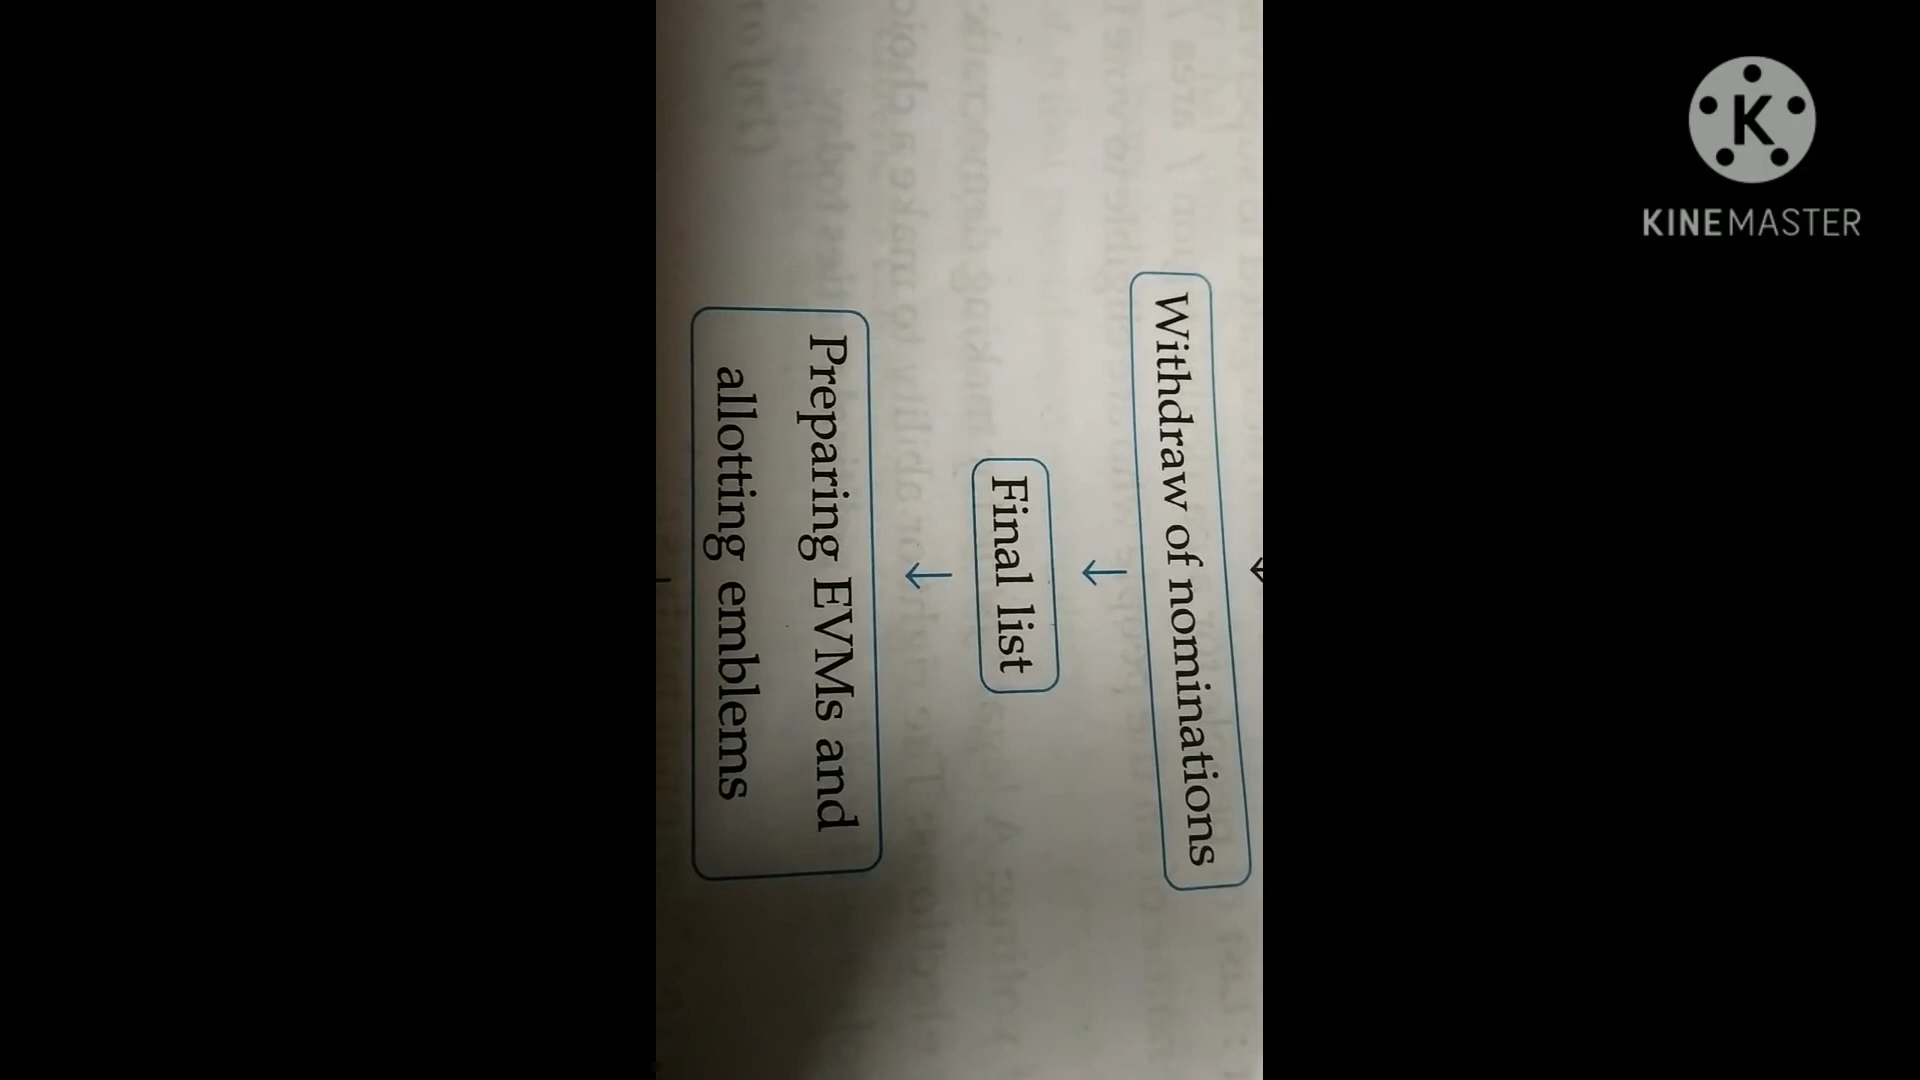 Withdraw of nominations
Final list
Preparing EVMs and
allotting emblems
KINEMASTER